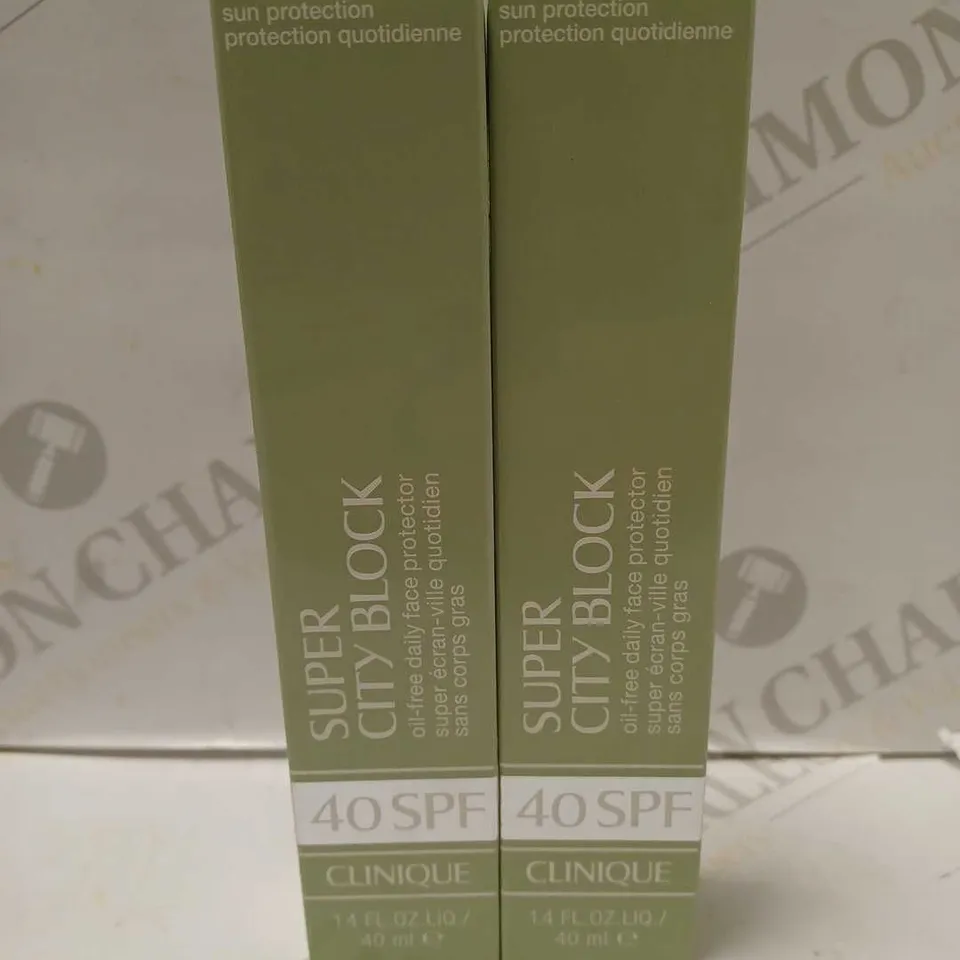 sun protection
protection quotidienne
SUPER
CITY BLOCK
oil-free daily face protector
super écran-ville quotidien
sans corps gras
40 SPF
CLINIQUE
1.4 FL.OZ.LIQ./
40 ml e
sun protection
protection quotidienne
SUPER
CITY BLOCK
oil-free daily face protector
super écran-ville quotidien
sans corps gras
40 SPF
CLINIQUE
1.4 FL.OZ.LIQ./
40 ml e